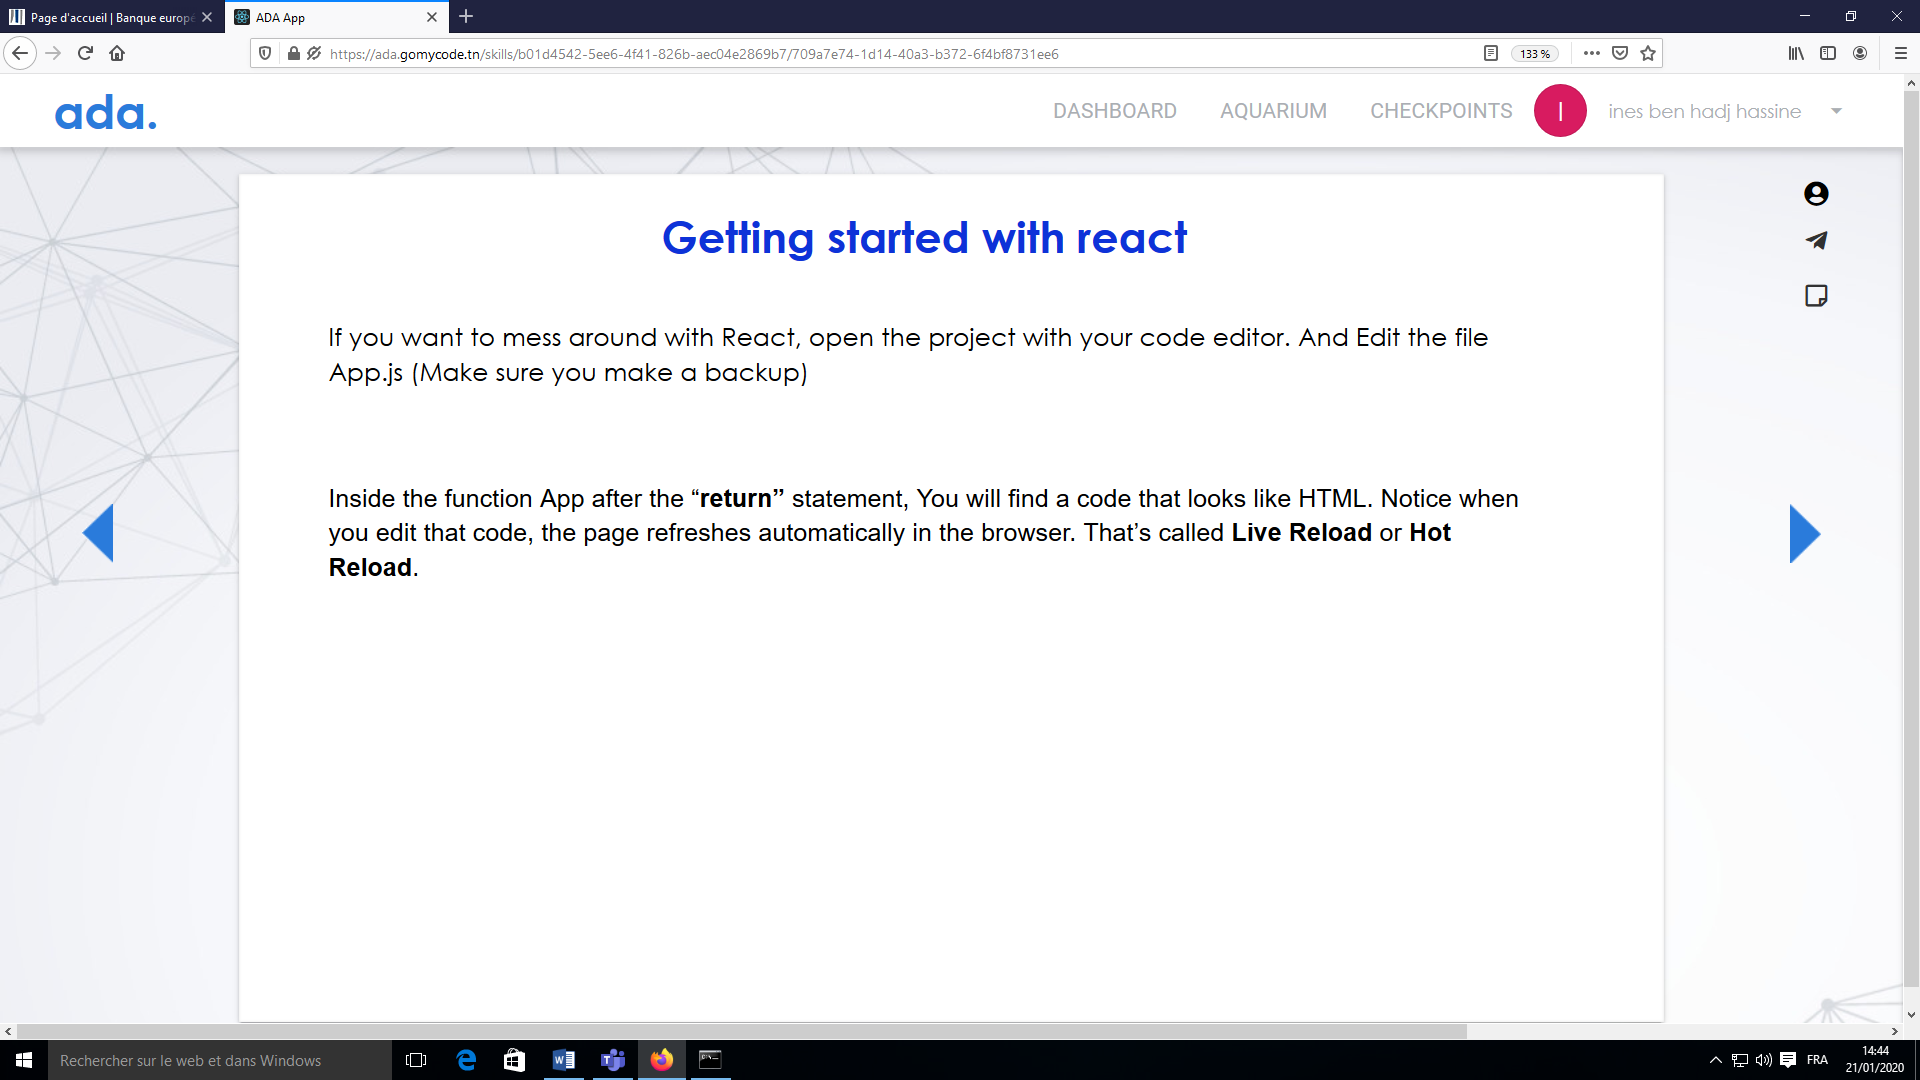 Page d'accueil | Banque europé
ADA App
https://ada.gomycode.tn/skills/b01d4542-5ee6-4f41-826b-aec04e2869b7/709a7e74-1d14-40a3-b372-6f4bf8731ee6
133 %
ada.
DASHBOARD
AQUARIUM
CHECKPOINTS
I
ines ben hadj hassine
Getting started with react
If you want to mess around with React, open the project with your code editor. And Edit the file
App.js (Make sure you make a backup)
Inside the function App after the “return” statement, You will find a code that looks like HTML. Notice when
you edit that code, the page refreshes automatically in the browser. That’s called Live Reload or Hot
Reload.
Rechercher sur le web et dans Windows
FRA
14:44
21/01/2020